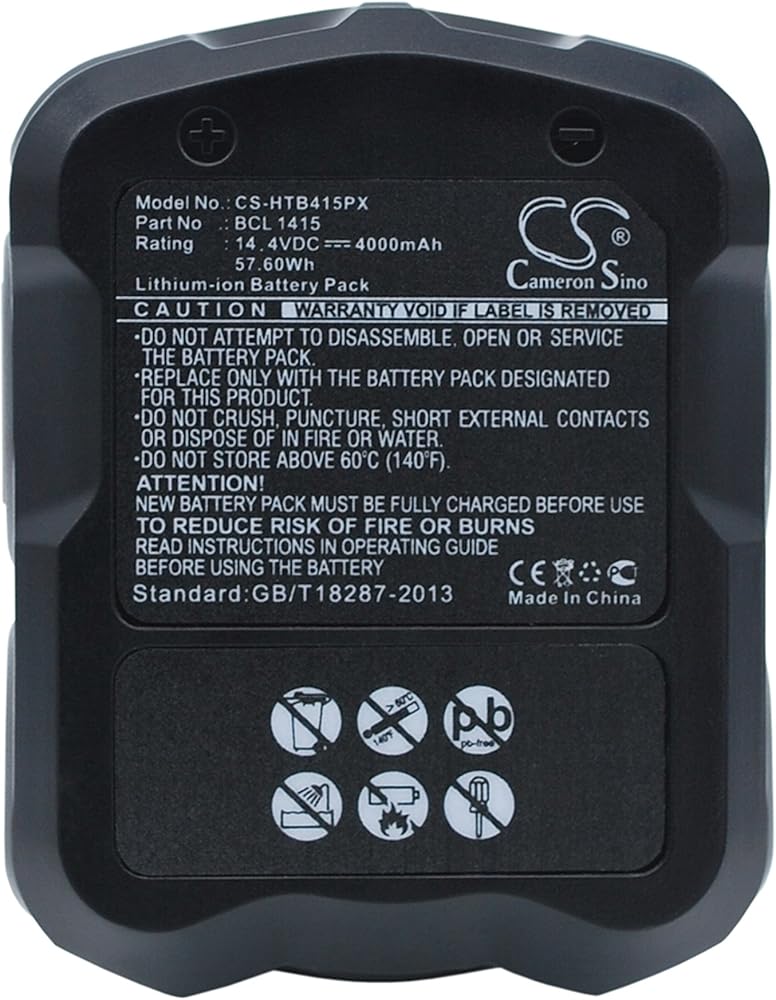 + -
Model No.: CS-HTB415PX
Part No .: BCL 1415
Rating : 14.4VDC⎓4000mAh
57.60Wh
Lithium-ion Battery Pack
CS®
Cameron Sino
CAUTION WARRANTY VOID IF LABEL IS REMOVED
•DO NOT ATTEMPT TO DISASSEMBLE, OPEN OR SERVICE
THE BATTERY PACK.
•REPLACE ONLY WITH THE BATTERY PACK DESIGNATED
FOR THIS PRODUCT.
•DO NOT CRUSH, PUNCTURE, SHORT EXTERNAL CONTACTS
OR DISPOSE OF IN FIRE OR WATER.
•DO NOT STORE ABOVE 60°C (140°F).
ATTENTION!
NEW BATTERY PACK MUST BE FULLY CHARGED BEFORE USE
TO REDUCE RISK OF FIRE OR BURNS
READ INSTRUCTIONS IN OPERATING GUIDE
BEFORE USING THE BATTERY
Standard:GB/T18287-2013
CE
Made In China
>60°C
140°F
pb
pb-free